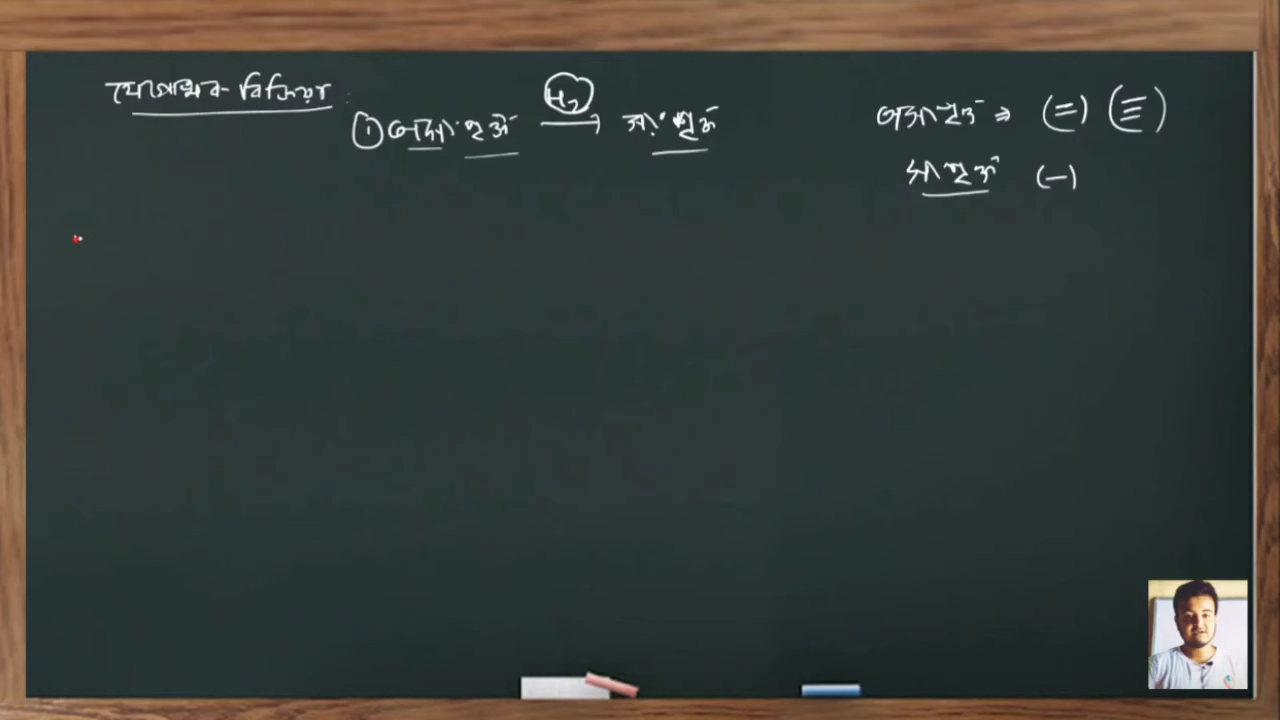 যোগাত্মক বিক্রিয়া :
① অসম্পৃক্ত H₂ → সম্পৃক্ত
অসম্পৃক্ত ⇒ (=) (≡)
সম্পৃক্ত (–)